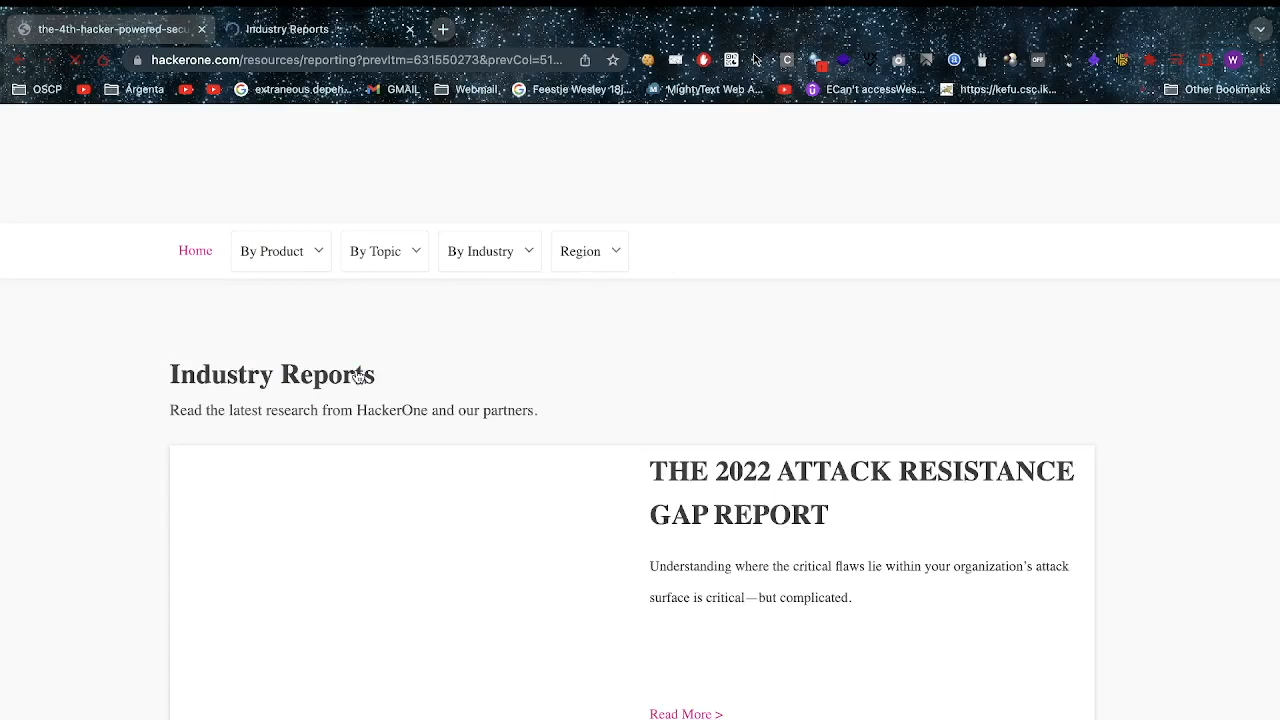 the-4th-hacker-powered-secu
Industry Reports
hackerone.com/resources/reporting?prevItm=631550273&prevCol=51...
OSCP
Argenta
extraneous.depeh...
GMAIL
Webmail
Feestje Wesley 18j...
MightyText Web A...
ECan't accessWes...
https://kefu.csc.lk...
Other Bookmarks
Home
By Product
By Topic
By Industry
Region
Industry Reports
Read the latest research from HackerOne and our partners.
THE 2022 ATTACK RESISTANCE
GAP REPORT
Understanding where the critical flaws lie within your organization's attack
surface is critical—but complicated.
Read More >